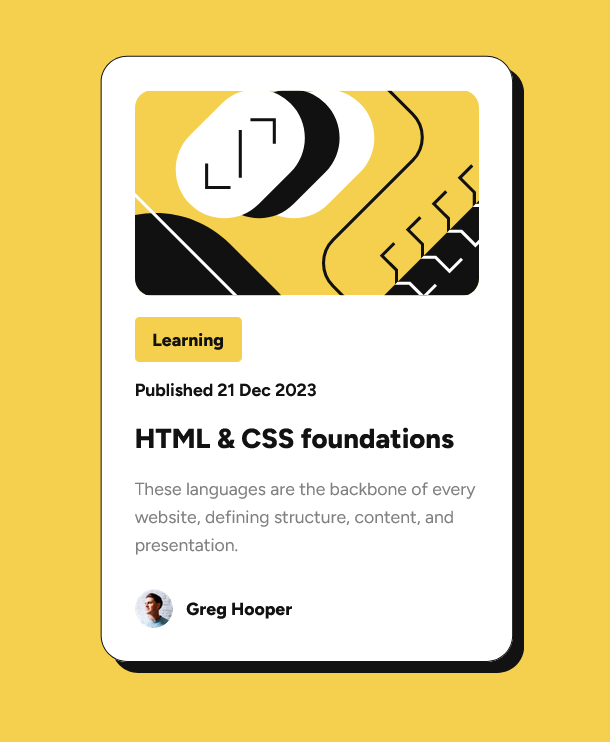 Learning
Published 21 Dec 2023
HTML & CSS foundations
These languages are the backbone of every
website, defining structure, content, and
presentation.
Greg Hooper